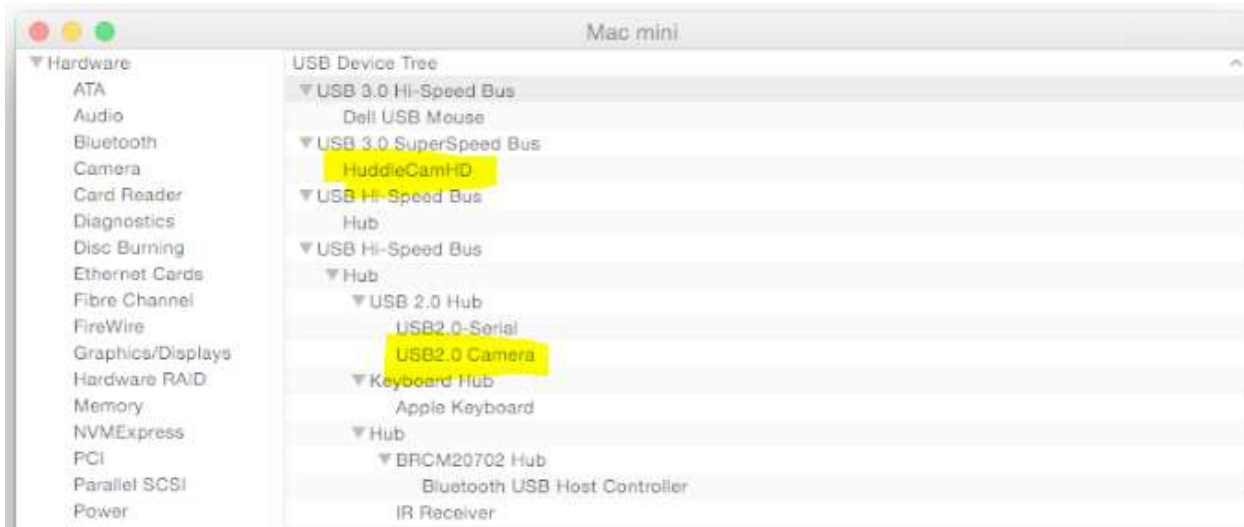 Mac mini
Hardware
ATA
Audio
Bluetooth
Camera
Card Reader
Diagnostics
Disc Burning
Ethernet Cards
Fibre Channel
FireWire
Graphics/Displays
Hardware RAID
Memory
NVMExpress
PCI
Parallel SCSI
Power
USB Device Tree
USB 3.0 Hi-Speed Bus
Dell USB Mouse
USB 3.0 SuperSpeed Bus
HuddleCamHD
USB Hi-Speed Bus
Hub
USB Hi-Speed Bus
Hub
USB 2.0 Hub
USB2.0-Serial
USB2.0 Camera
Keyboard Hub
Apple Keyboard
Hub
BRCM20702 Hub
Bluetooth USB Host Controller
IR Receiver